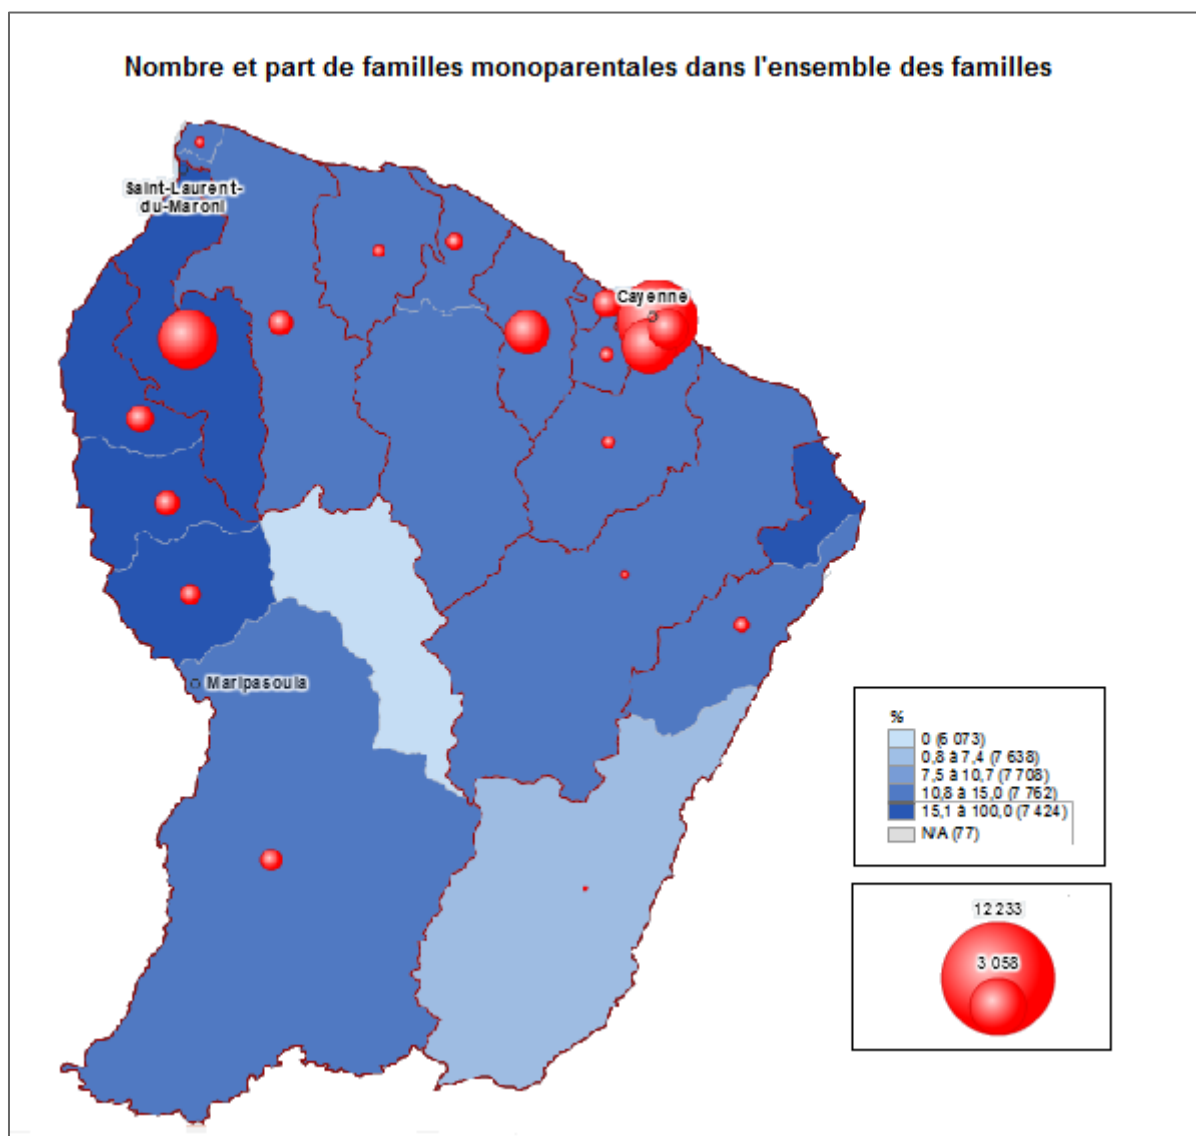 Nombre et part de familles monoparentales dans l'ensemble des familles
Saint-Laurent-
du-Maroni
Cayenne
Maripasoula
%
0 (6 073)
0,8 à 7,4 (7 638)
7,5 à 10,7 (7 708)
10,8 à 15,0 (7 762)
15,1 à 100,0 (7 424)
N/A (77)
12 233
3 058